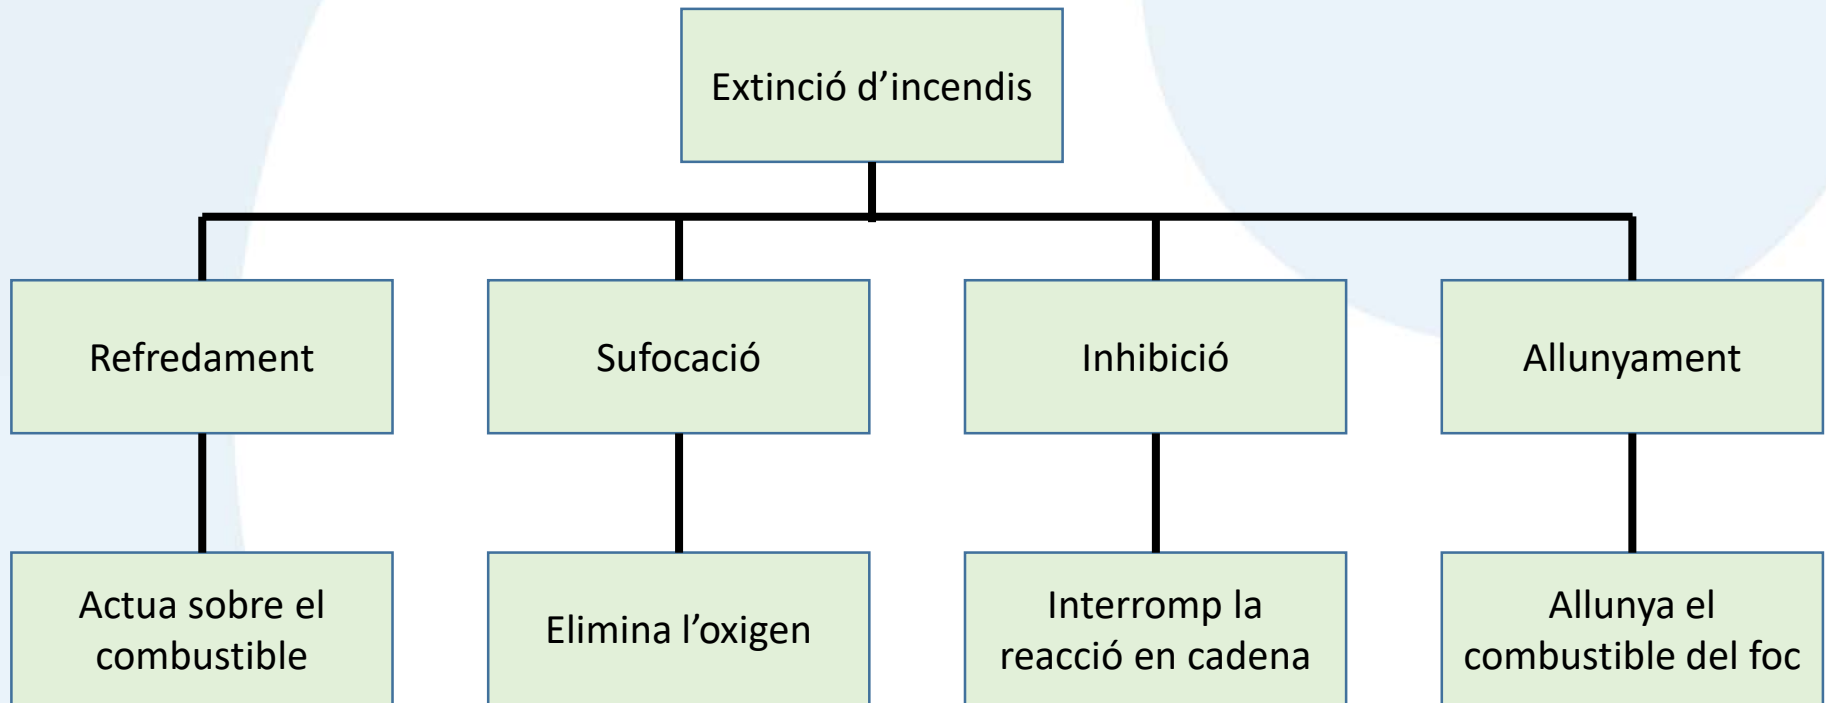 Extinció d’incendis
Refredament
Sufocació
Inhibició
Allunyament
Actua sobre el
combustible
Elimina l’oxigen
Interromp la
reacció en cadena
Allunya el
combustible del foc